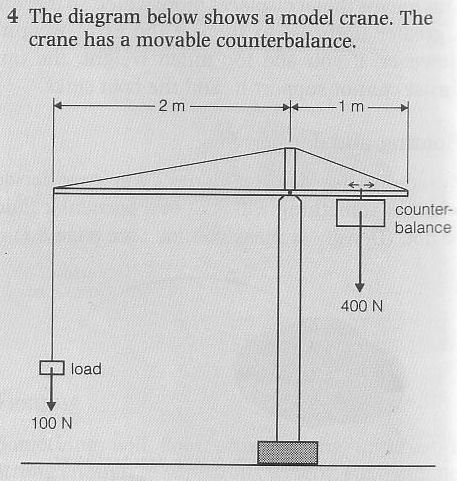 4 The diagram below shows a model crane. The
crane has a movable counterbalance.
2 m
1 m
counter-
balance
400 N
load
100 N